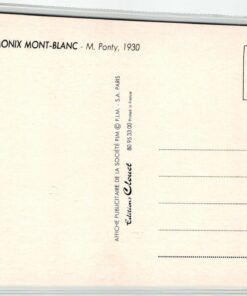 ONIX MONT-BLANC - M. Ponty, 1930
AFFICHE PUBLICITAIRE DE LA SOCIÉTÉ PLM © P.I.M. - S.A. PARIS
Editions Clouet
80 95 33 00 Printed in France